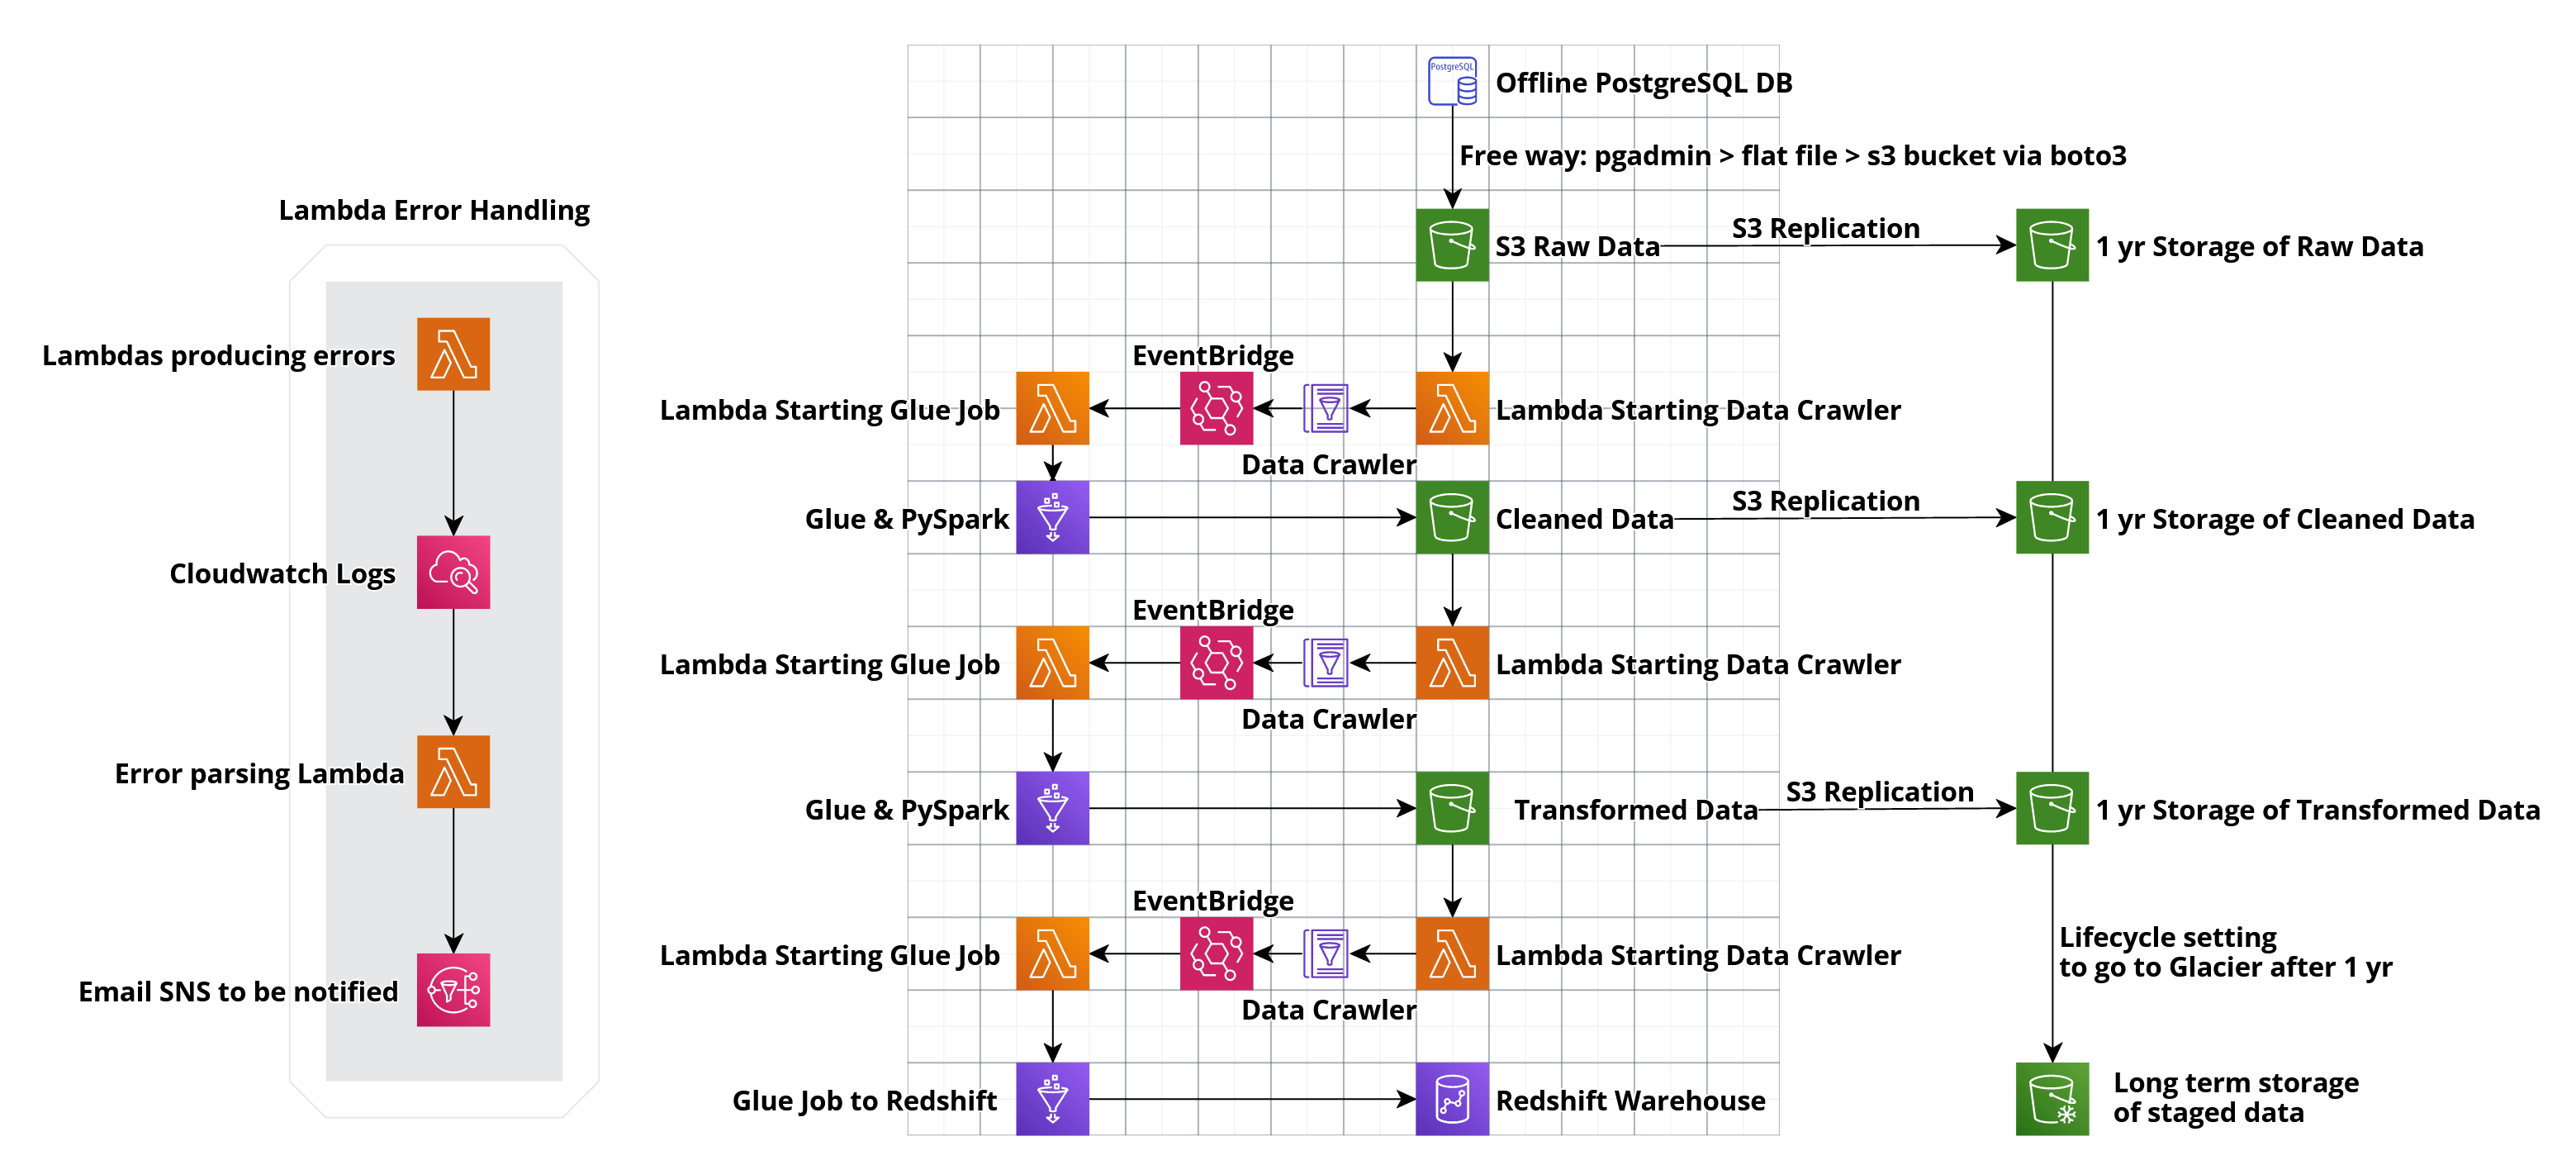 PostgreSQL
Offline PostgreSQL DB
Free way: pgadmin > flat file > s3 bucket via boto3
Lambda Error Handling
S3 Raw Data
S3 Replication
1 yr Storage of Raw Data
Lambdas producing errors
EventBridge
Lambda Starting Glue Job
Lambda Starting Data Crawler
Data Crawler
Glue & PySpark
Cleaned Data
S3 Replication
1 yr Storage of Cleaned Data
Cloudwatch Logs
EventBridge
Lambda Starting Glue Job
Lambda Starting Data Crawler
Data Crawler
Error parsing Lambda
Glue & PySpark
Transformed Data
S3 Replication
1 yr Storage of Transformed Data
EventBridge
Lambda Starting Glue Job
Lambda Starting Data Crawler
Data Crawler
Lifecycle setting
to go to Glacier after 1 yr
Email SNS to be notified
Glue Job to Redshift
Redshift Warehouse
Long term storage
of staged data